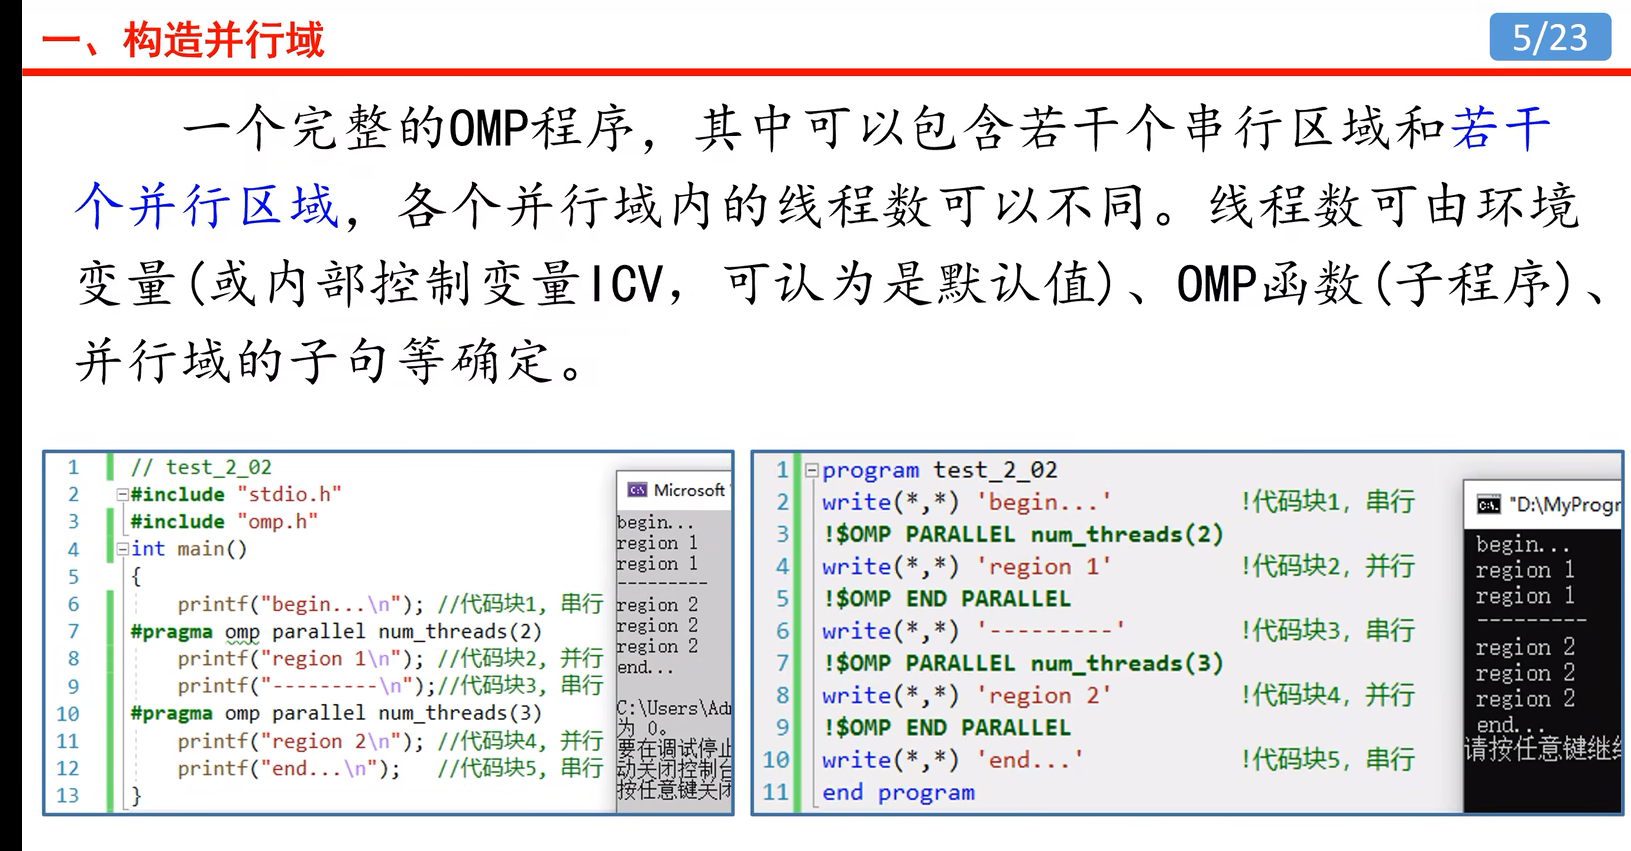 一、构造并行域
5/23
一个完整的OMP程序，其中可以包含若干个串行区域和若干
个并行区域，各个并行域内的线程数可以不同。线程数可由环境
变量(或内部控制变量ICV，可认为是默认值)、OMP函数(子程序)、
并行域的子句等确定。
1 // test_2_02
2 #include "stdio.h"
3 #include "omp.h"
4 int main()
5 {
6 printf("begin...\n"); //代码块1, 串行
7 #pragma omp parallel num_threads(2)
8 printf("region 1\n"); //代码块2, 并行
9 printf("---------\n");//代码块3, 串行
10 #pragma omp parallel num_threads(3)
11 printf("region 2\n"); //代码块4, 并行
12 printf("end...\n"); //代码块5, 串行
13 }
Microsoft
begin...
region 1
region 1
---------
region 2
region 2
region 2
end...
C:\Users\Ad
为 0。
要在调试停止
动关闭控制台
按任意键关闭
1 program test_2_02
2 write(*,*) 'begin...' !代码块1, 串行
3 !$OMP PARALLEL num_threads(2)
4 write(*,*) 'region 1' !代码块2, 并行
5 !$OMP END PARALLEL
6 write(*,*) '---------' !代码块3, 串行
7 !$OMP PARALLEL num_threads(3)
8 write(*,*) 'region 2' !代码块4, 并行
9 !$OMP END PARALLEL
10 write(*,*) 'end...' !代码块5, 串行
11 end program
"D:\MyProgr
begin...
region 1
region 1
---------
region 2
region 2
region 2
end...
请按任意键继续